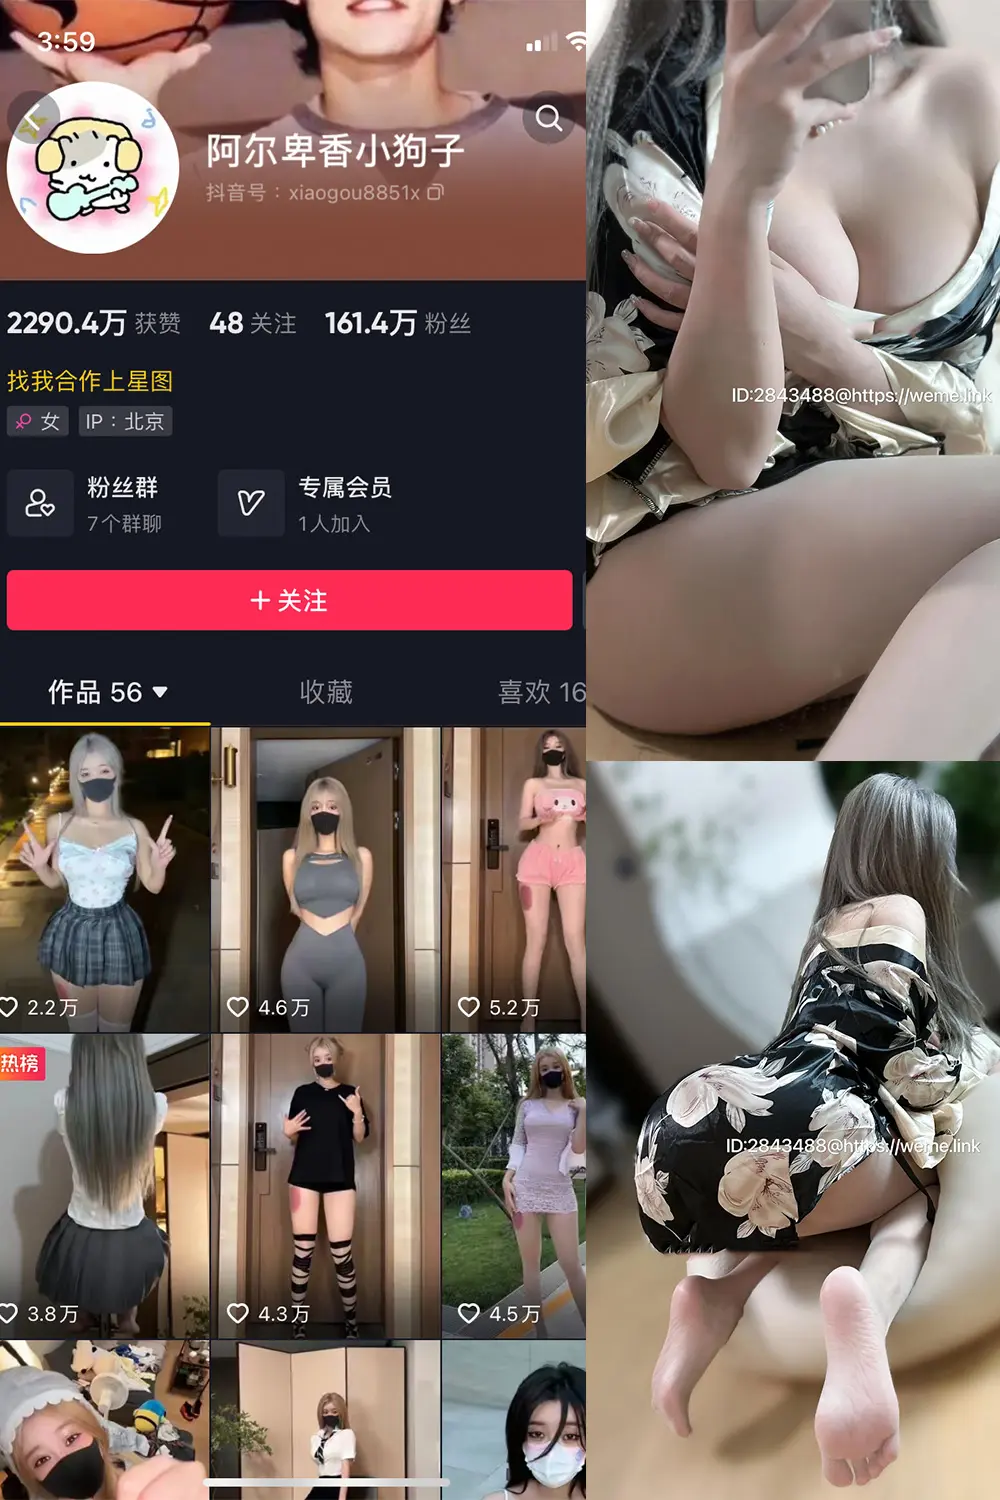 3:59
阿尔卑香小狗子
抖音号：xiaogou8851x
2290.4万 获赞 48 关注 161.4万 粉丝
找我合作上星图
女 IP：北京
粉丝群
7个群聊
专属会员
1人加入
+ 关注
作品 56 收藏 喜欢 16
2.2万 4.6万 5.2万
热榜
3.8万 4.3万 4.5万
ID:2843488@https://weme.link
ID:2843488@https://weme.link